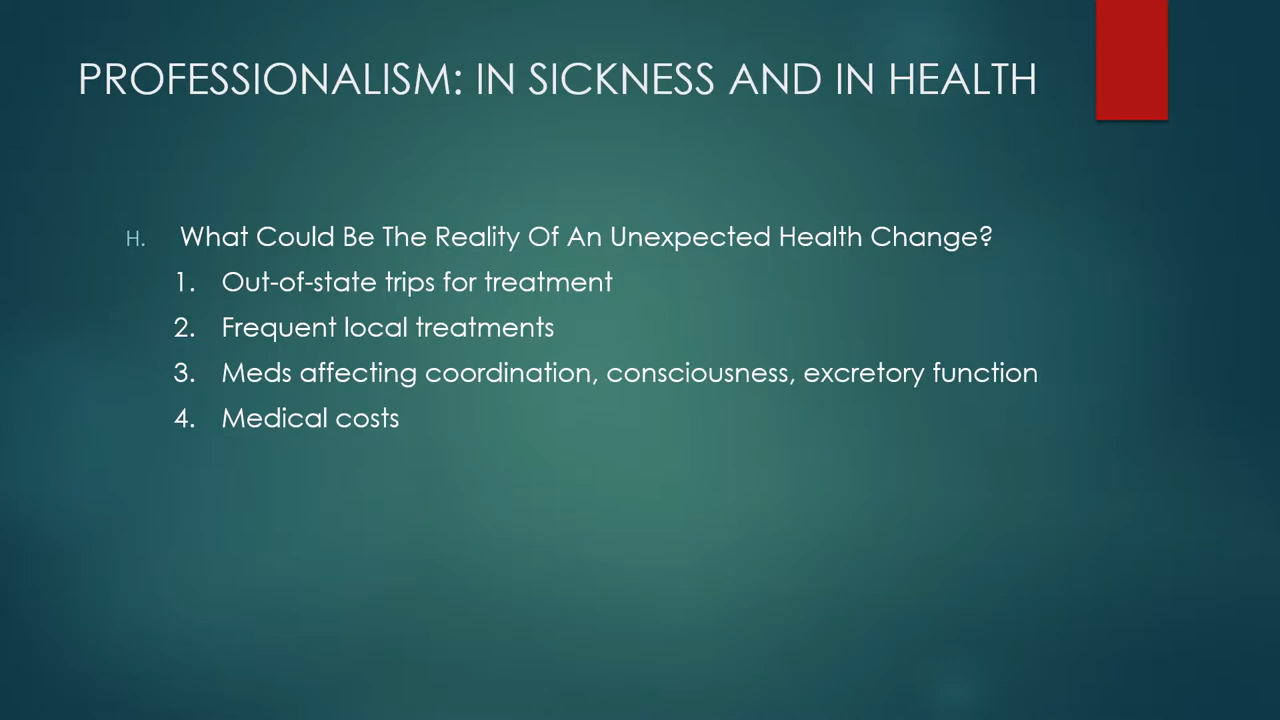 PROFESSIONALISM: IN SICKNESS AND IN HEALTH
H. What Could Be The Reality Of An Unexpected Health Change?
1. Out-of-state trips for treatment
2. Frequent local treatments
3. Meds affecting coordination, consciousness, excretory function
4. Medical costs